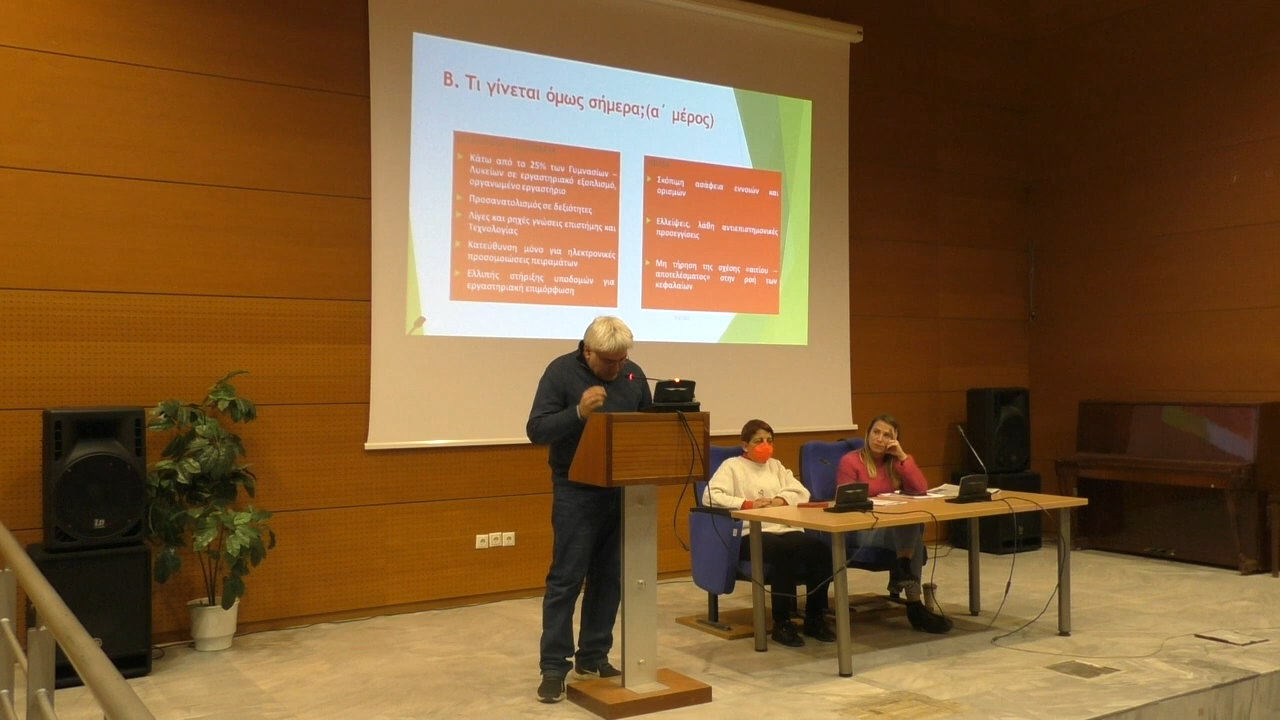 Β. Τι γίνεται όμως σήμερα;(α΄ μέρος)
Κάτω από το 25% των Γυμνασίων –
Λυκείων σε εργαστηριακό εξοπλισμό,
οργανωμένο εργαστήριο
Προσανατολισμός σε δεξιότητες
Λίγες και ρηχές γνώσεις επιστήμης και
Τεχνολογίας
Κατεύθυνση μόνο για ηλεκτρονικές
προσομοιώσεις πειραμάτων
Ελλιπής στήριξης υποδομών για
εργαστηριακή επιμόρφωση
Σκόπιμη ασάφεια εννοιών και
ορισμών
Ελλείψεις, λάθη αντιεπιστημονικές
προσεγγίσεις
Μη τήρηση της σχέσης «αιτίου –
αποτελέσματος» στην ροή των
κεφαλαίων